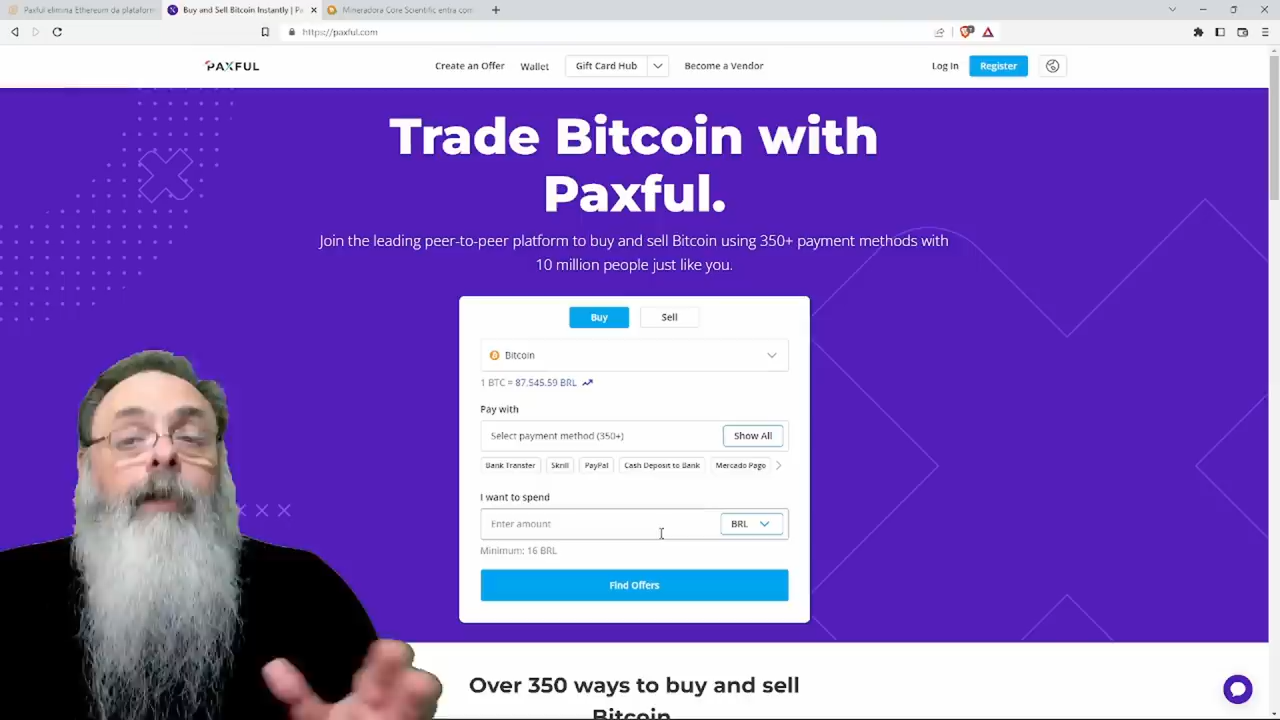 Paxful elimina Ethereum da plataform
Buy and Sell Bitcoin Instantly | Pa
Mineradora Core Scientific entra com
https://paxful.com
PAXFUL
Create an Offer
Wallet
Gift Card Hub
Become a Vendor
Log In
Register
Trade Bitcoin with
Paxful.
Join the leading peer-to-peer platform to buy and sell Bitcoin using 350+ payment methods with
10 million people just like you.
Buy
Sell
Bitcoin
1 BTC = 87,545.59 BRL
Pay with
Select payment method (350+)
Show All
Bank Transfer
Skrill
PayPal
Cash Deposit to Bank
Mercado Pago
I want to spend
Enter amount
BRL
Minimum: 16 BRL
Find Offers
Over 350 ways to buy and sell
Bitcoin